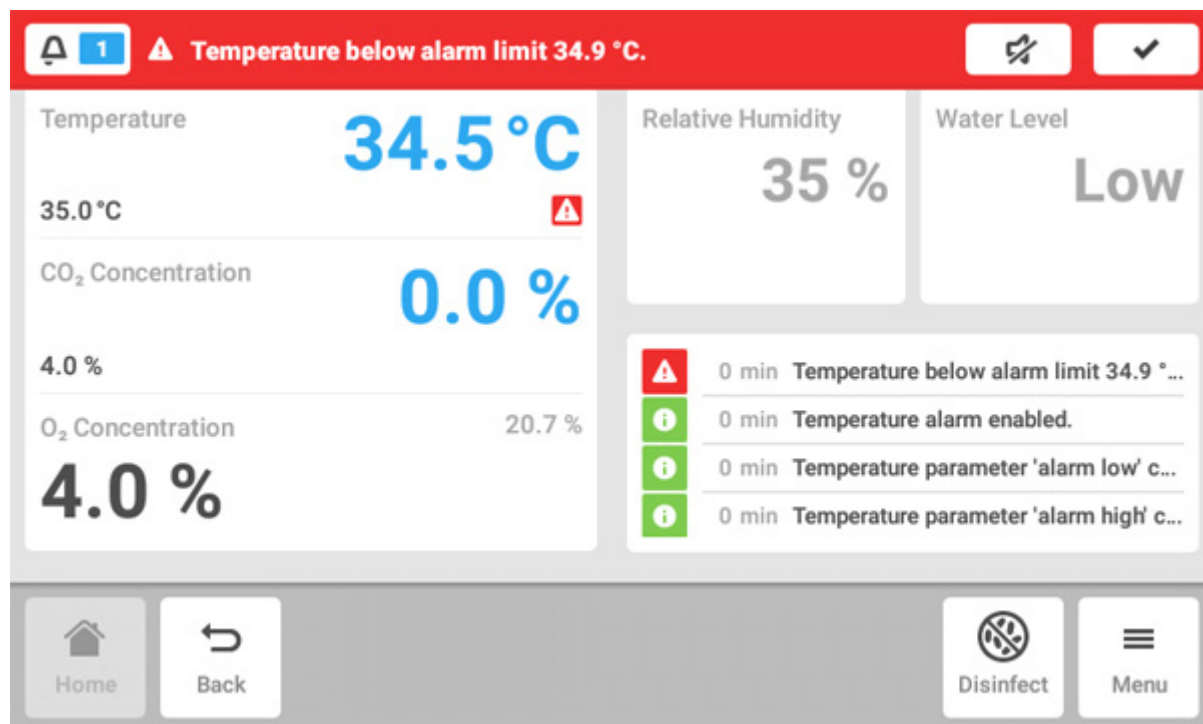 1 Temperature below alarm limit 34.9 °C.
Temperature
34.5 °C
35.0 °C
CO₂ Concentration
0.0 %
4.0 %
O₂ Concentration
20.7 %
4.0 %
Relative Humidity
35 %
Water Level
Low
0 min Temperature below alarm limit 34.9 °...
0 min Temperature alarm enabled.
0 min Temperature parameter 'alarm low' c...
0 min Temperature parameter 'alarm high' c...
Home
Back
Disinfect
Menu